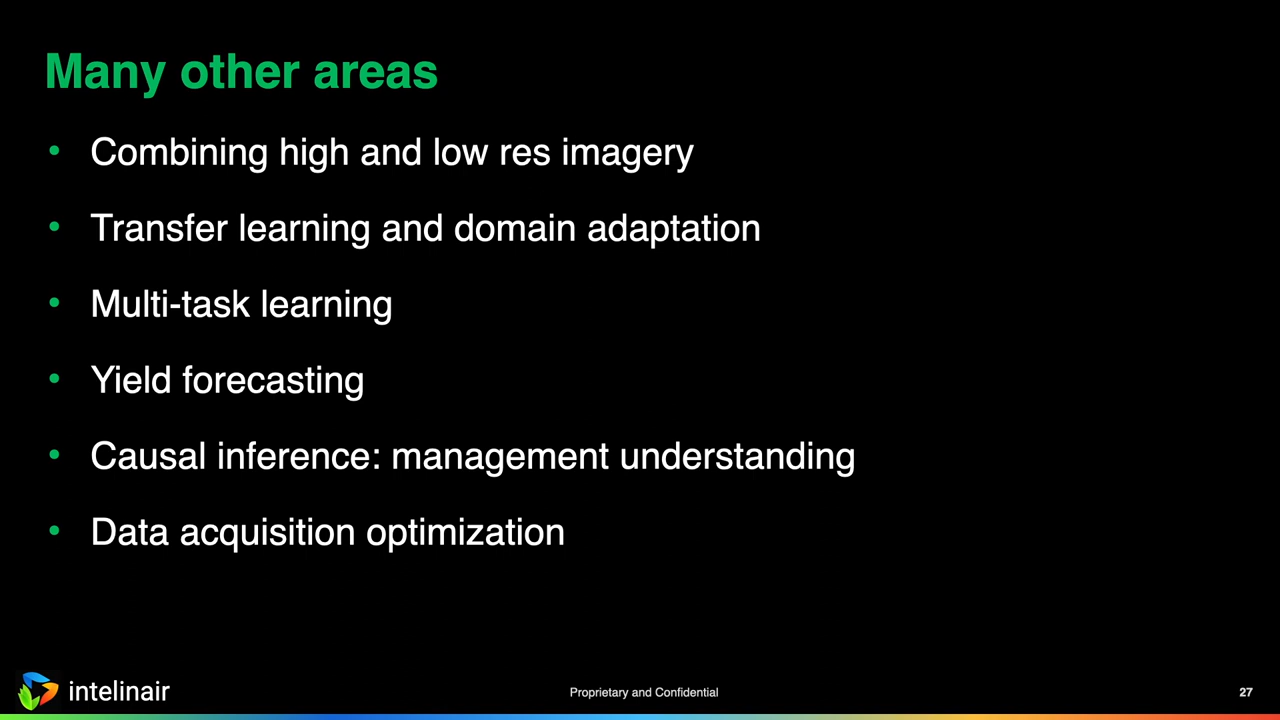 Many other areas
• Combining high and low res imagery
• Transfer learning and domain adaptation
• Multi-task learning
• Yield forecasting
• Causal inference: management understanding
• Data acquisition optimization
intelinair
Proprietary and Confidential
27